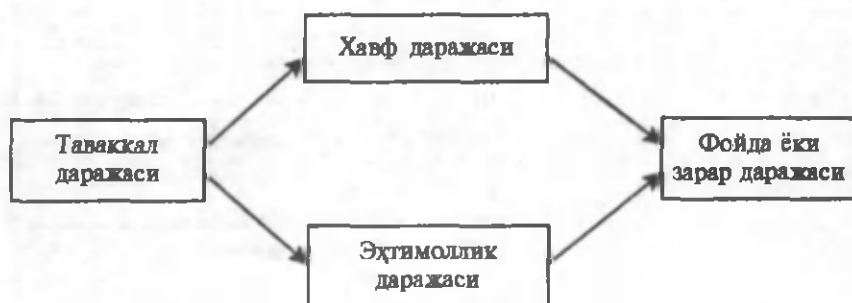 Хавф даражаси
Таваккал
даражаси
Фойда ёки
зарар даражаси
Эҳтимоллик
даражаси